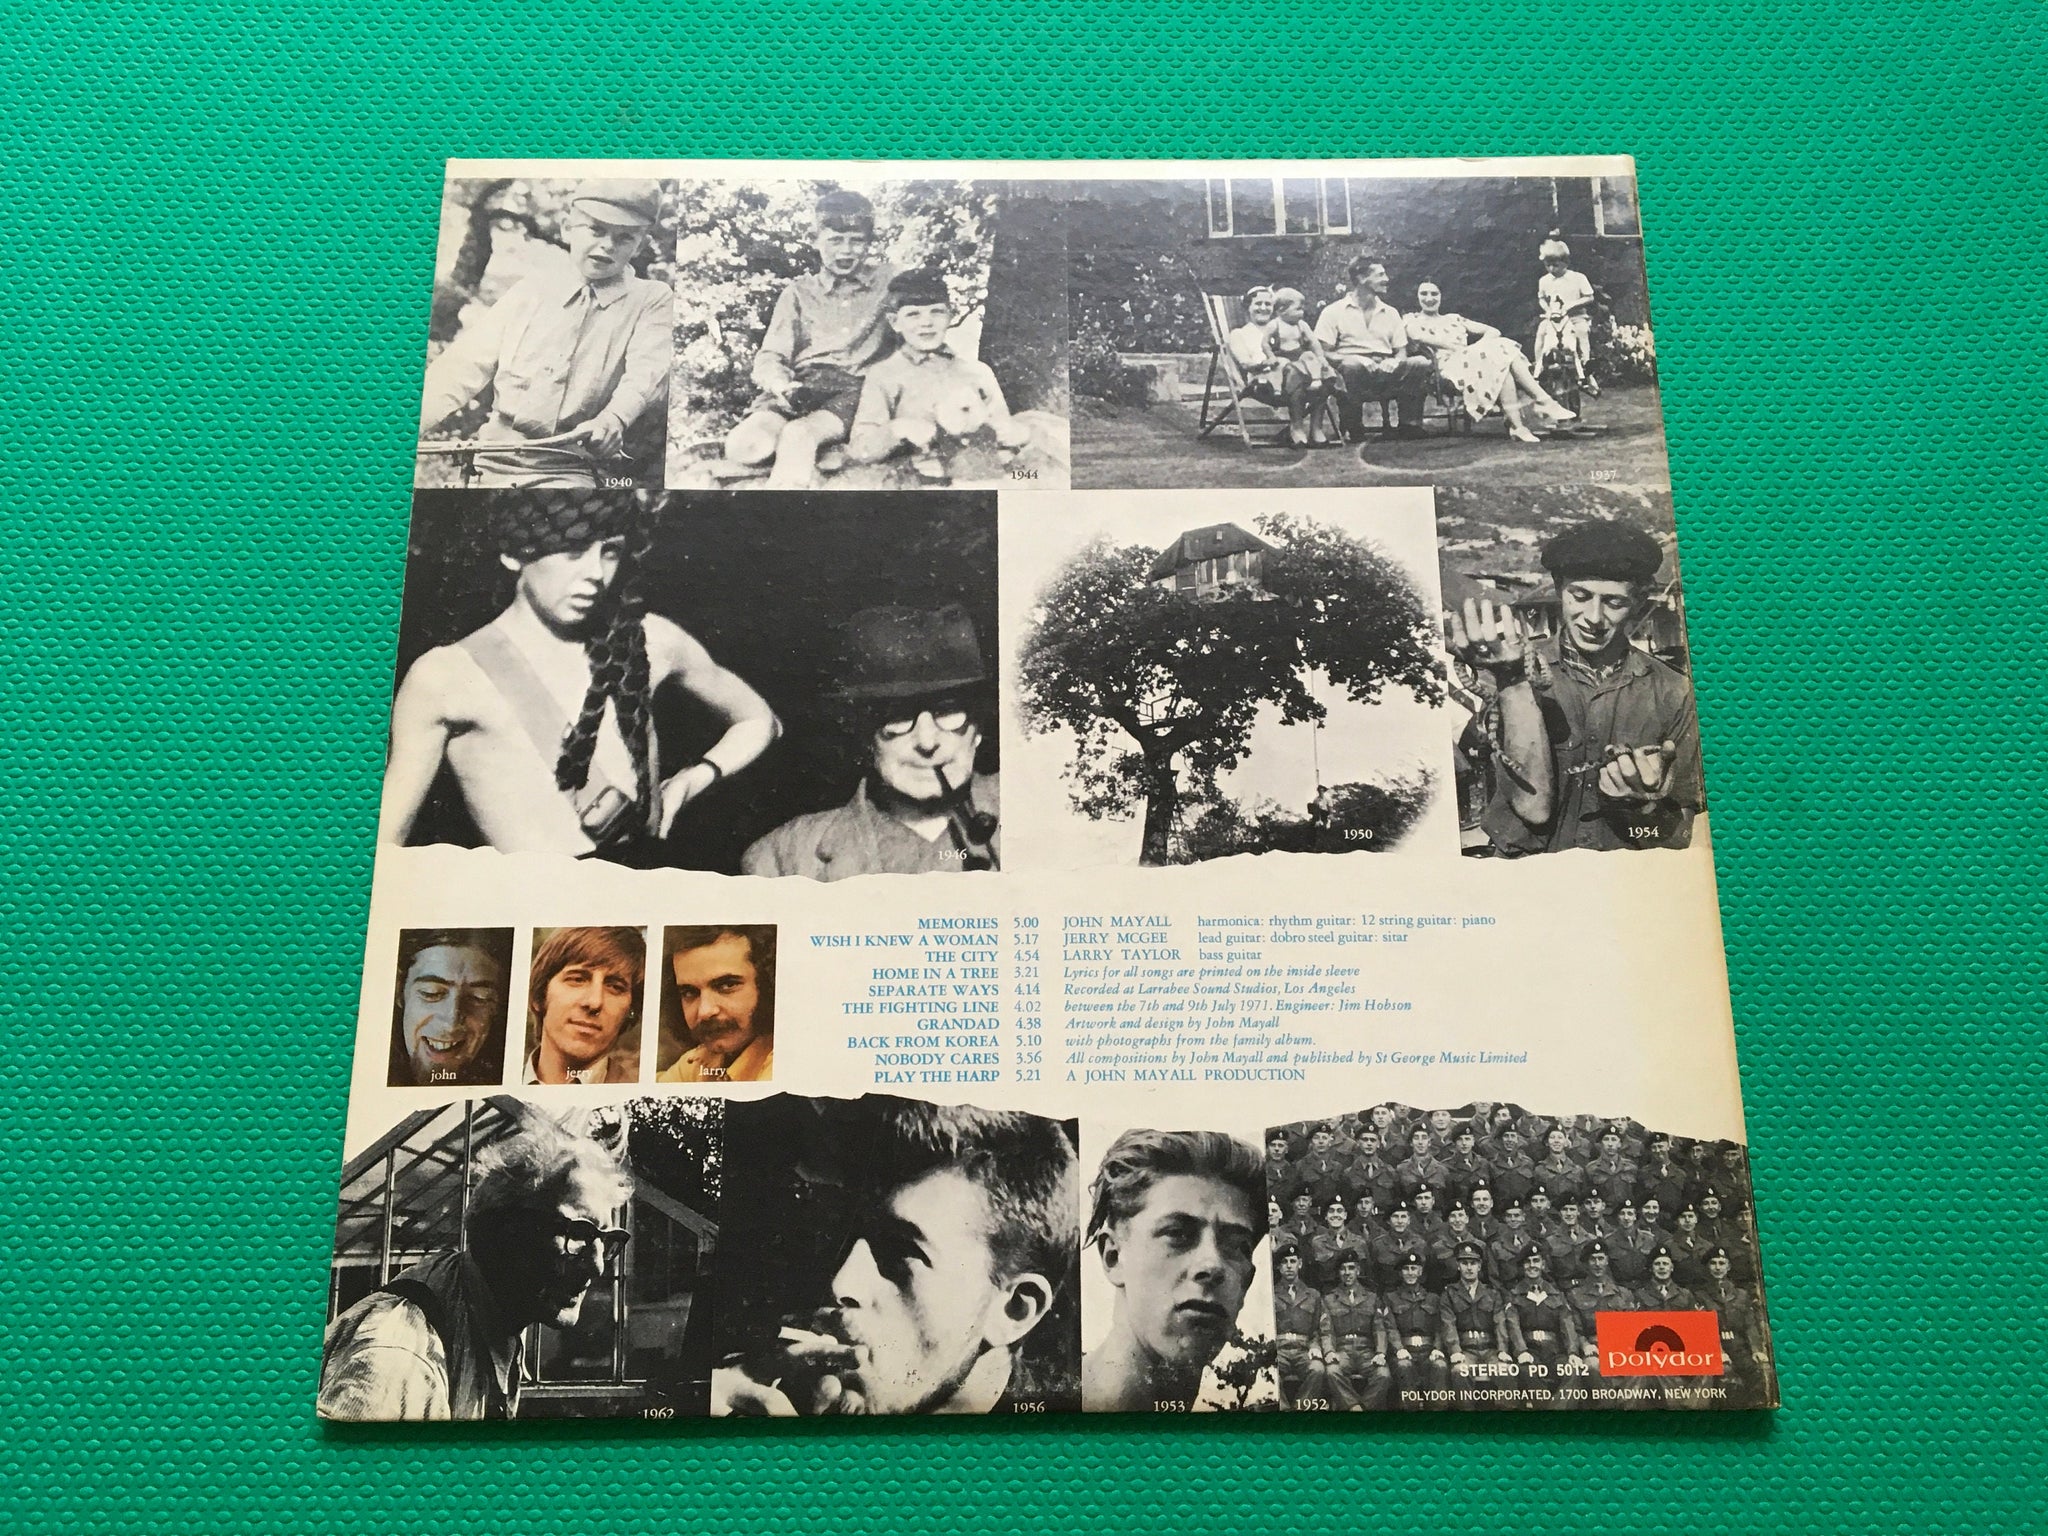 1940
1944
1937
1946
1950
1954
MEMORIES 5.00 JOHN MAYALL harmonica: rhythm guitar: 12 string guitar: piano
WISH I KNEW A WOMAN 5.17 JERRY MCGEE lead guitar: dobro steel guitar: sitar
THE CITY 4.54 LARRY TAYLOR bass guitar
HOME IN A TREE 3.21 Lyrics for all songs are printed on the inside sleeve
SEPARATE WAYS 4.14 Recorded at Larrabee Sound Studios, Los Angeles
THE FIGHTING LINE 4.02 between the 7th and 9th July 1971. Engineer: Jim Hobson
GRANDAD 4.38 Artwork and design by John Mayall
BACK FROM KOREA 5.10 with photographs from the family album.
NOBODY CARES 3.56 All compositions by John Mayall and published by St George Music Limited
PLAY THE HARP 5.21 A JOHN MAYALL PRODUCTION
john
jerry
larry
1962
1956
1953
1952
polydor
STEREO PD 5012
POLYDOR INCORPORATED, 1700 BROADWAY, NEW YORK